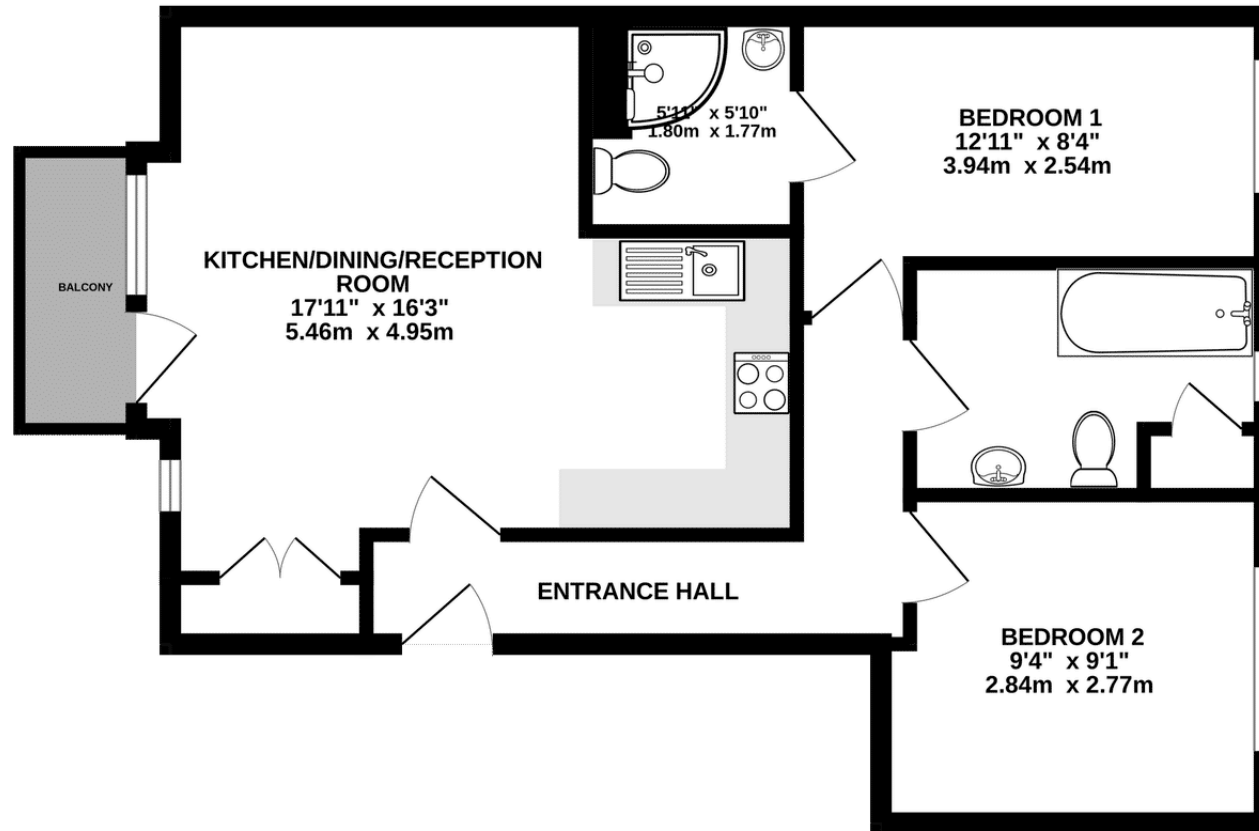 5'11" x 5'10"
1.80m x 1.77m
BEDROOM 1
12'11" x 8'4"
3.94m x 2.54m
KITCHEN/DINING/RECEPTION
ROOM
17'11" x 16'3"
5.46m x 4.95m
BALCONY
ENTRANCE HALL
BEDROOM 2
9'4" x 9'1"
2.84m x 2.77m